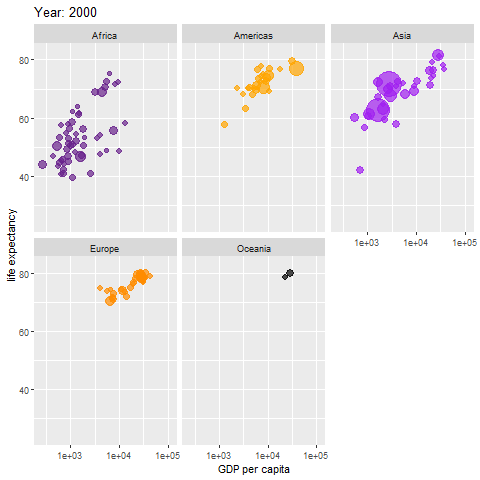 Year: 2000
Africa
Americas
Asia
80
60
40
1e+03 1e+04 1e+05
life expectancy
Europe
Oceania
80
60
40
1e+03 1e+04 1e+05
1e+03 1e+04 1e+05
GDP per capita